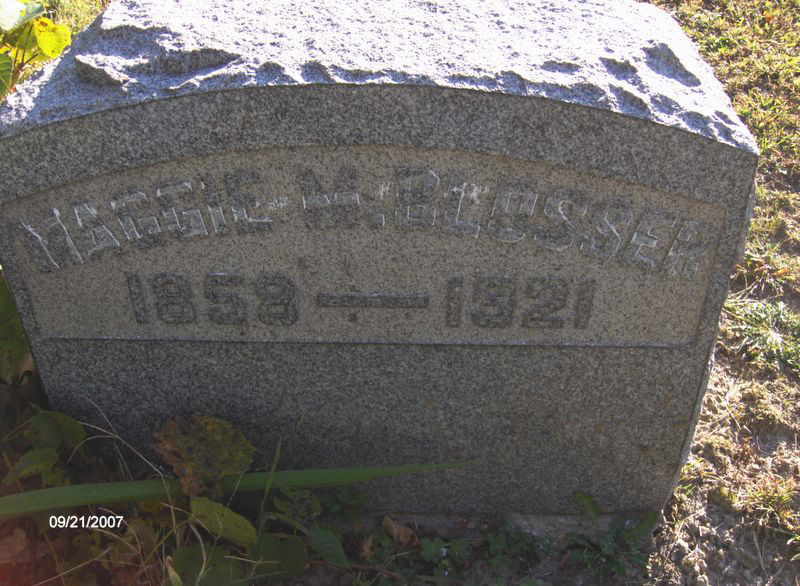 MAGGIE M. BLOSSER
1858 — 1921
09/21/2007